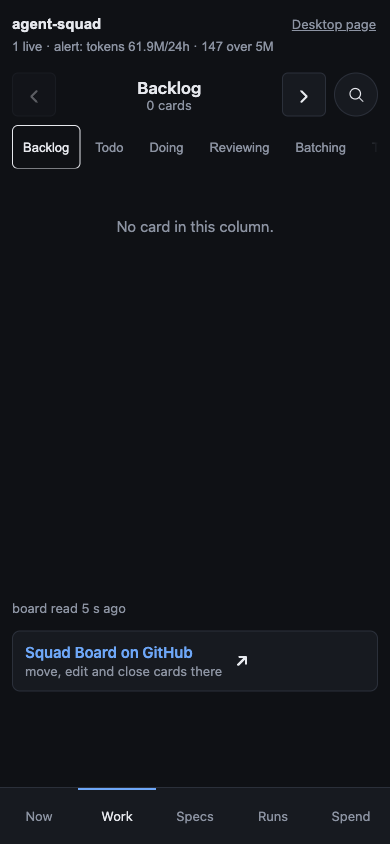 agent-squad
Desktop page
1 live · alert: tokens 61.9M/24h · 147 over 5M
Backlog
0 cards
Backlog
Todo
Doing
Reviewing
Batching
No card in this column.
board read 5 s ago
Squad Board on GitHub
move, edit and close cards there
Now
Work
Specs
Runs
Spend